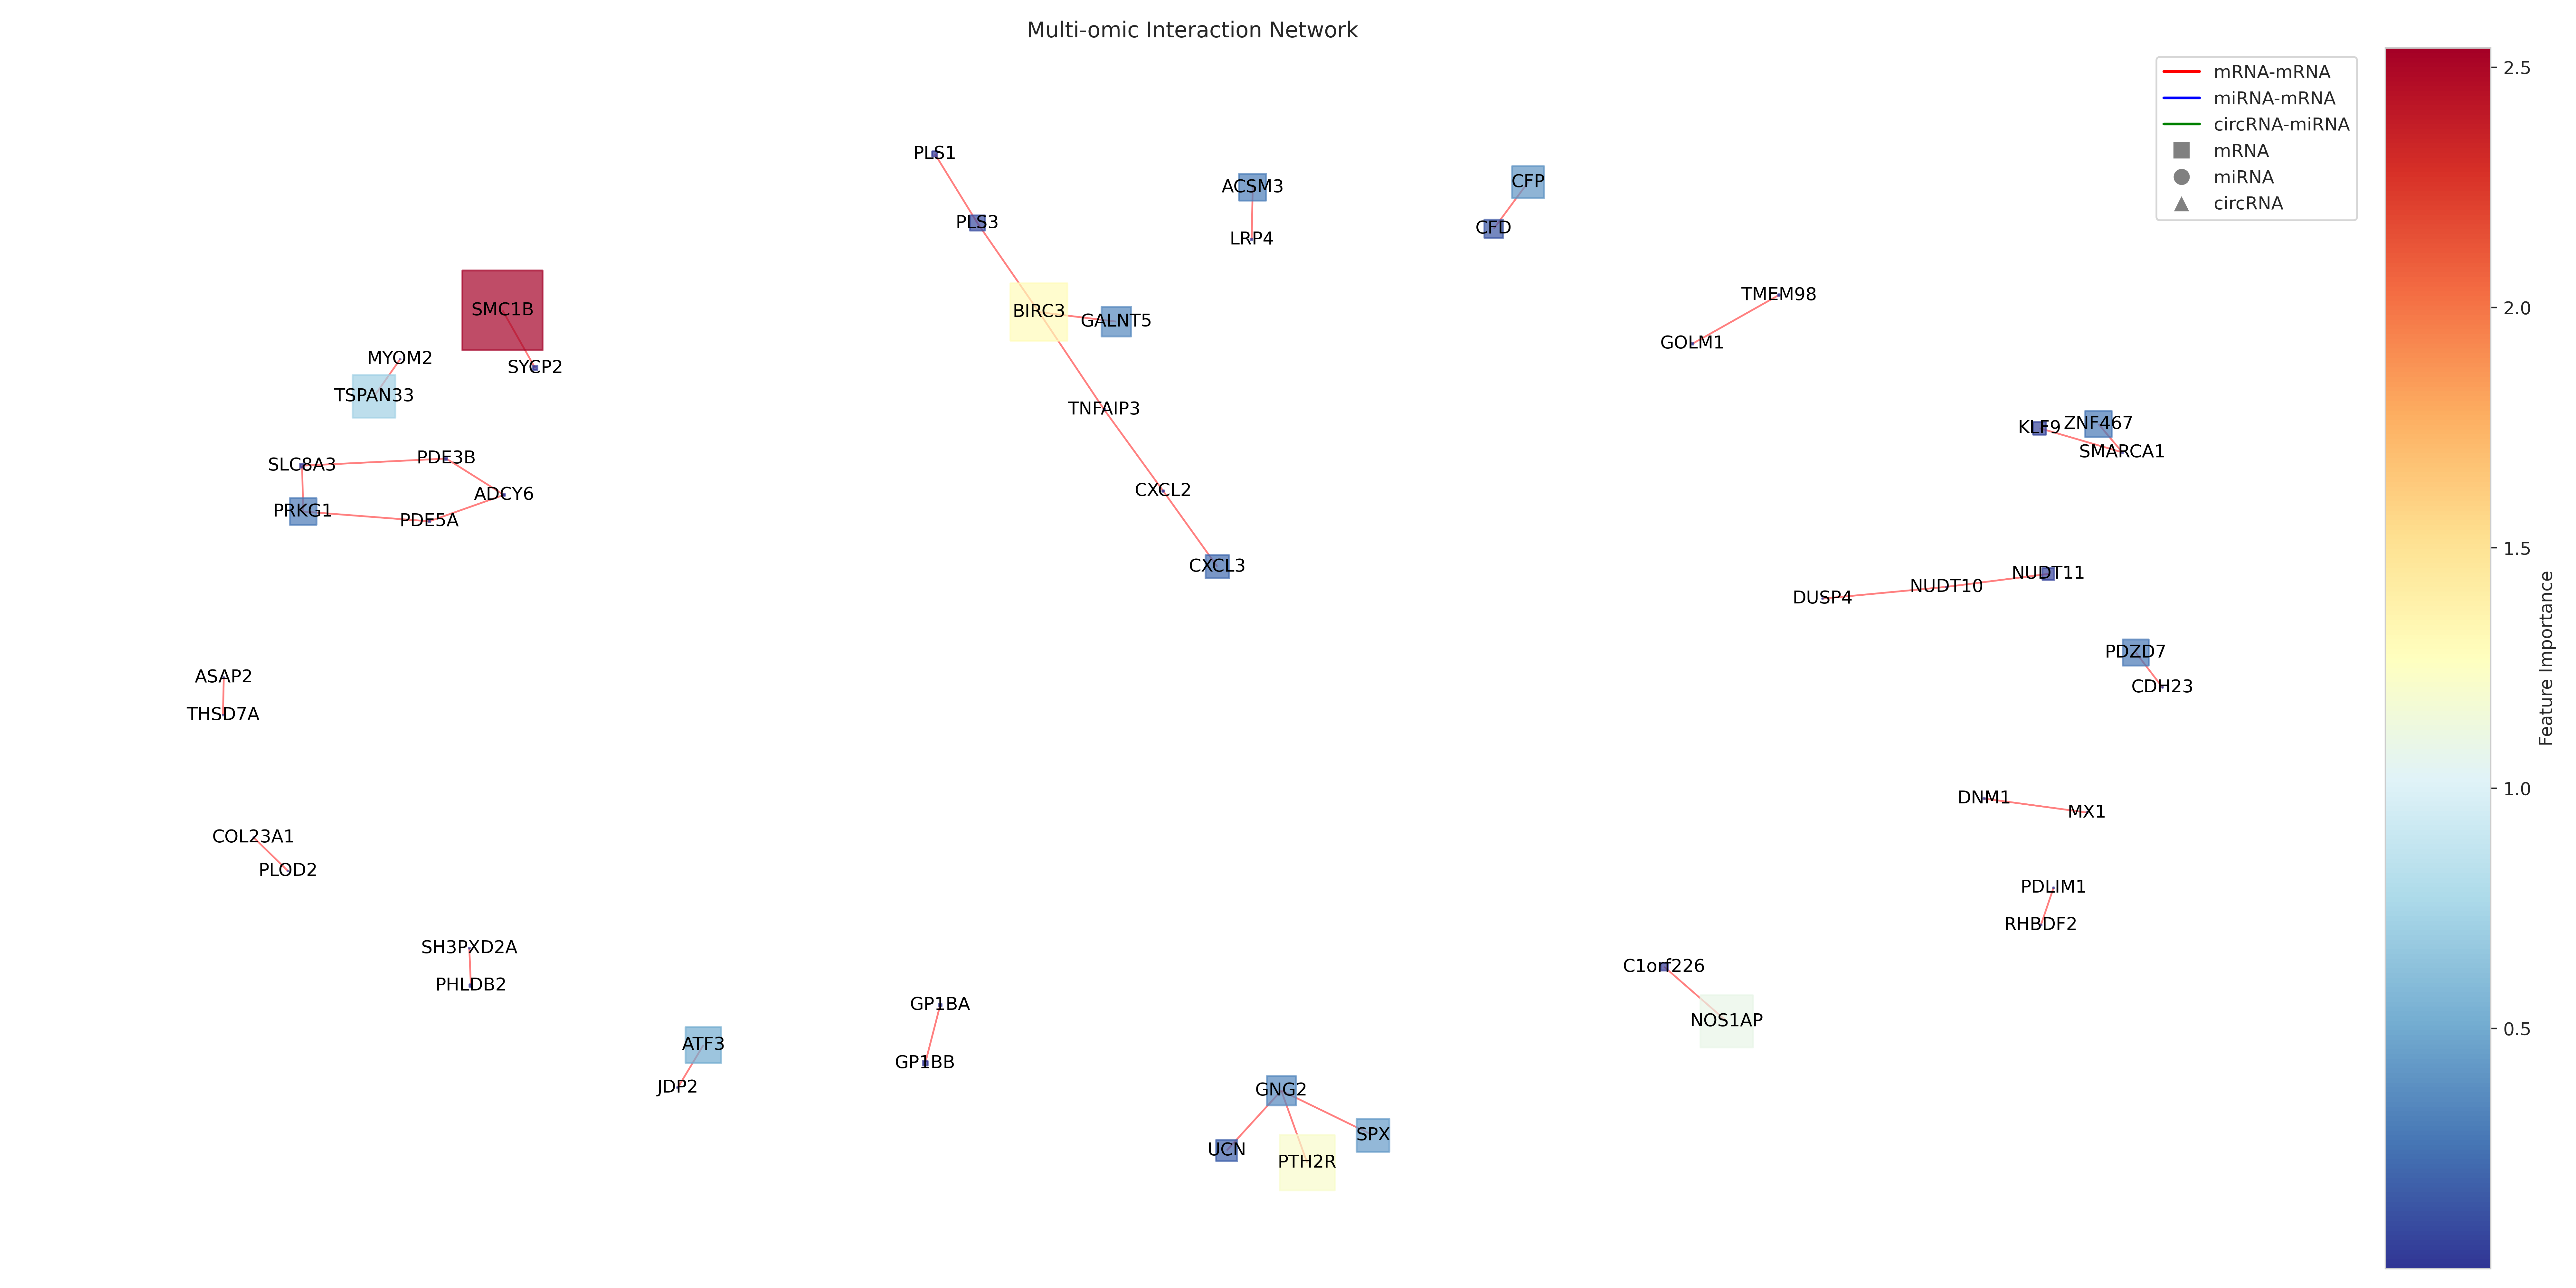 Multi-omic Interaction Network
mRNA-mRNA
miRNA-mRNA
circRNA-miRNA
mRNA
miRNA
circRNA
2.5
2.0
1.5
1.0
0.5
Feature Importance
PLS1
PLS3
ACSM3
LRP4
CFP
CFD
SMC1B
SYCP2
MYOM2
TSPAN33
BIRC3
GALNT5
TNFAIP3
CXCL2
CXCL3
TMEM98
GOLM1
KLF9
ZNF467
SMARCA1
SLC8A3
PDE3B
ADCY6
PRKG1
PDE5A
DUSP4
NUDT10
NUDT11
PDZD7
CDH23
ASAP2
THSD7A
DNM1
MX1
COL23A1
PLOD2
PDLIM1
RHBDF2
SH3PXD2A
PHLDB2
C1orf226
NOS1AP
GP1BA
GP1BB
ATF3
JDP2
GNG2
UCN
PTH2R
SPX